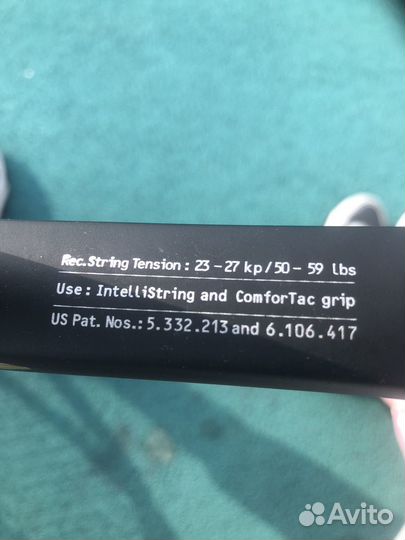 Rec.String Tension: 23-27 kp/50-59 lbs
Use: IntelliString and ComforTac grip
US Pat. Nos.: 5.332.213 and 6.106.417
Avito